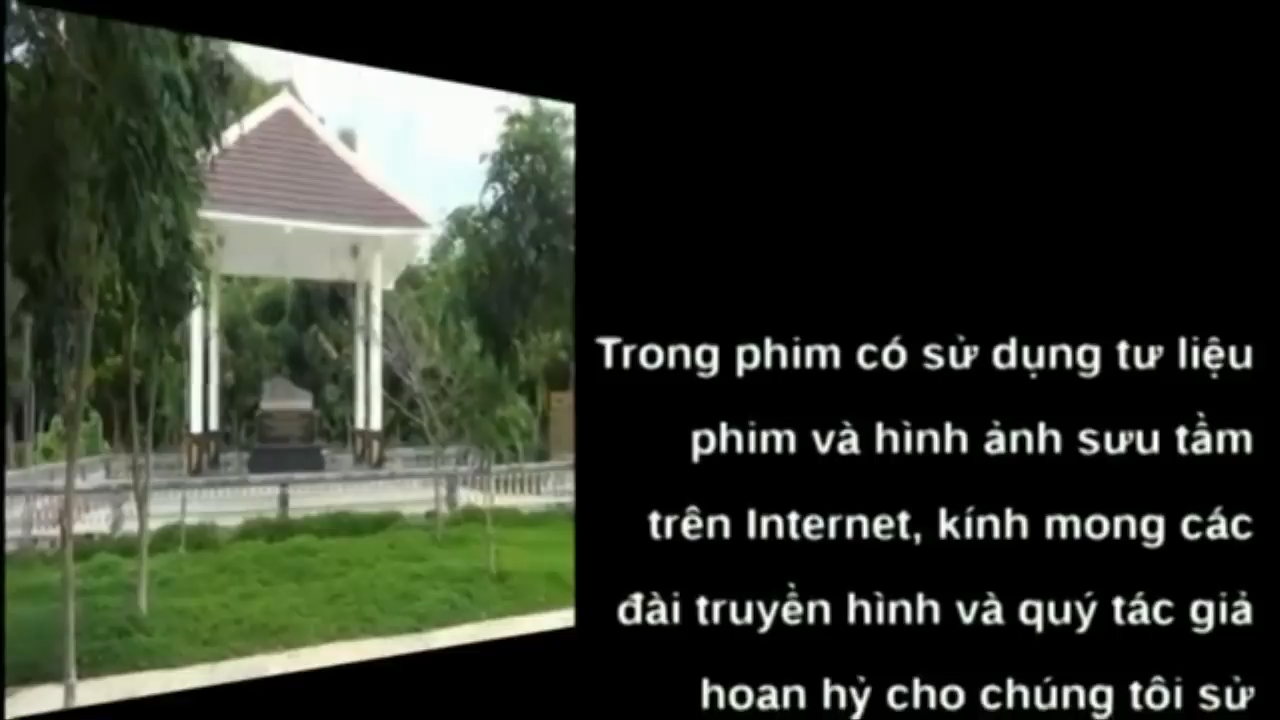 Trong phim có sử dụng tư liệu
phim và hình ảnh sưu tầm
trên Internet, kính mong các
đài truyền hình và quý tác giả
hoan hỷ cho chúng tôi sử